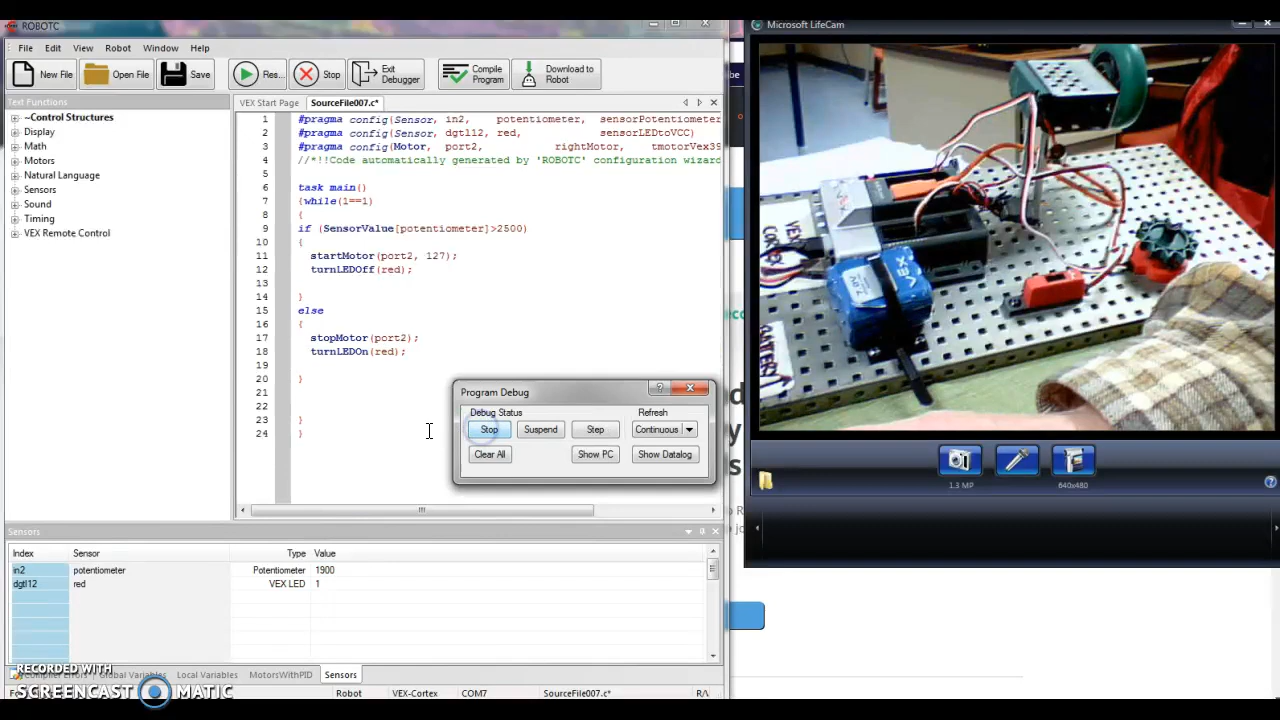 ROBOTC
File Edit View Robot Window Help
New File Open File Save Res... Stop Exit Debugger Compile Program Download to Robot
Text Functions
~Control Structures
Display
Math
Motors
Natural Language
Sensors
Sound
Timing
VEX Remote Control
VEX Start Page SourceFile007.c*
1 #pragma config(Sensor, in2, potentiometer, sensorPotentiometer
2 #pragma config(Sensor, dgtl12, red, sensorLEDtoVCC)
3 #pragma config(Motor, port2, rightMotor, tmotorVex39
4 //*!!Code automatically generated by 'ROBOTC' configuration wizard
5
6 task main()
7 {while(1==1)
8 {
9 if (SensorValue[potentiometer]>2500)
10 {
11 startMotor(port2, 127);
12 turnLEDOff(red);
13
14 }
15 else
16 {
17 stopMotor(port2);
18 turnLEDOn(red);
19
20 }
21
22
23 }
24 }
Program Debug
Debug Status Refresh
Stop Suspend Step Continuous
Clear All Show PC Show Datalog
Sensors
Index Sensor Type Value
in2 potentiometer Potentiometer 1900
dgtl12 red VEX LED 1
Compiler Errors Global Variables Local Variables MotorsWithPID Sensors
Robot VEX-Cortex COM7 SourceFile007.c* R/
RECORDED WITH
SCREENCAST MATIC
Microsoft LifeCam
VEX
CORTEX
VEX
7.2V
1.3 MP 640x480